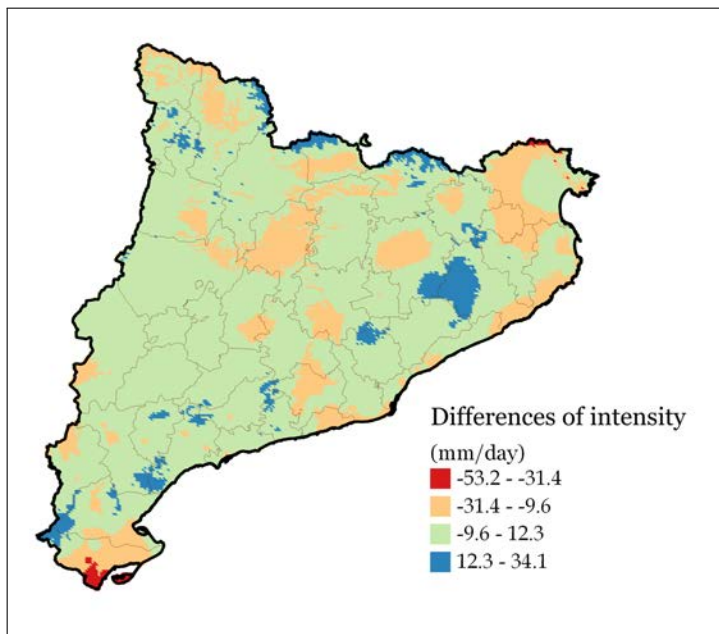 Differences of intensity
(mm/day)
-53.2 - -31.4
-31.4 - -9.6
-9.6 - 12.3
12.3 - 34.1